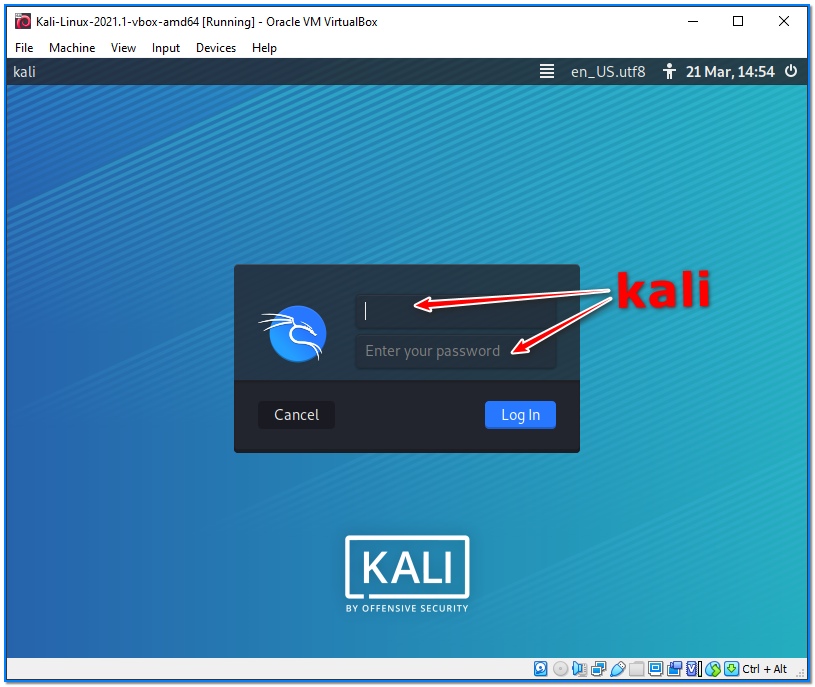 Kali-Linux-2021.1-vbox-amd64 [Running] - Oracle VM VirtualBox
File Machine View Input Devices Help
kali en_US.utf8 21 Mar, 14:54
kali
Enter your password
Cancel Log In
KALI
BY OFFENSIVE SECURITY
Ctrl + Alt